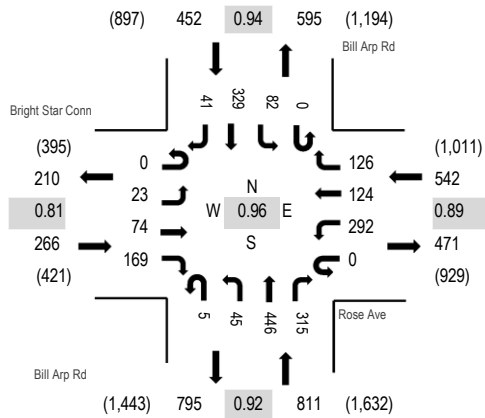 (897) 452 0.94 595 (1,194)
Bill Arp Rd
41 329 82 0
Bright Star Conn
(395)
210
0.81
266
(421)
0
23
74
169
N
W 0.96 E
S
126
124
292
0
(1,011)
542
0.89
471
(929)
5 45 446 315
Rose Ave
Bill Arp Rd
(1,443) 795 0.92 811 (1,632)